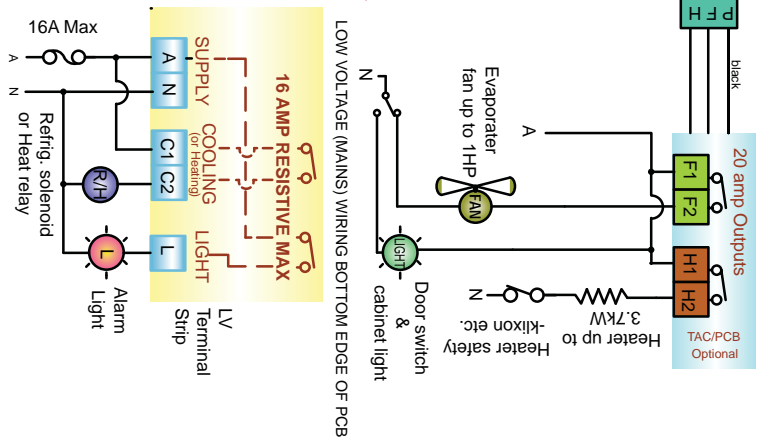 P F H
black
20 amp Outputs
F1
F2
H1
H2
TAC/PCB
Optional
A
N
Evaporater
fan up to 1HP
FAN
LIGHT
Door switch
&
cabinet light
N
Heater safety
-klixon etc.
Heater up to
3.7kW
LOW VOLTAGE (MAINS) WIRING BOTTOM EDGE OF PCB
16A Max
A
N
A
N
C1
C2
L
SUPPLY
COOLING
(or Heating)
LIGHT
16 AMP RESISTIVE MAX
LV
Terminal
Strip
R/H
L
Refrig. solenoid
or Heat relay
Alarm
Light